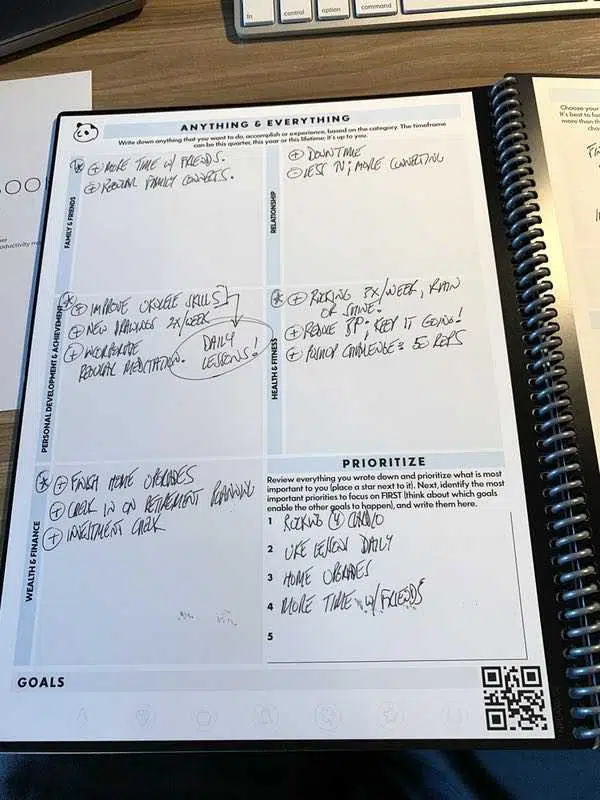 fn
control
option
command
ANYTHING & EVERYTHING
Write down anything that you want to do, accomplish or experience, based on the category. The timeframe
can be this quarter, this year or this lifetime; it's up to you.
FAMILY & FRIENDS
MORE TIME W/ FRIENDS.
REGULAR FAMILY CONVERTS.
RELATIONSHIP
DOWNTIME
LESS TV; MORE CONNECTING
PERSONAL DEVELOPMENT & ACHIEVEMENT
IMPROVE UKULELE SKILLS
NEW DRAWINGS 2X/WEEK
INCORPORATE
REGULAR MEDITATION.
DAILY
LESSONS!
HEALTH & FITNESS
RUCKING 3X/WEEK, RAIN
OR SHINE.
REDUCE BP: KEEP IT GOING!
CHALLENGE: 50 REPS
WEALTH & FINANCE
FINISH HOME UPGRADES
CHECK IN ON RETIREMENT PLANNING
INVESTMENT CHECK
PRIORITIZE
Review everything you wrote down and prioritize what is most
important to you (place a star next to it). Next, identify the most
important priorities to focus on FIRST (think about which goals
enable the other goals to happen), and write them here.
1 RUCKING CARDIO
2 UKE LESSON DAILY
3 HOME UPGRADES
4 MORE TIME W/ FRIENDS
5
GOALS
Choose your
It's best to fo
more than th